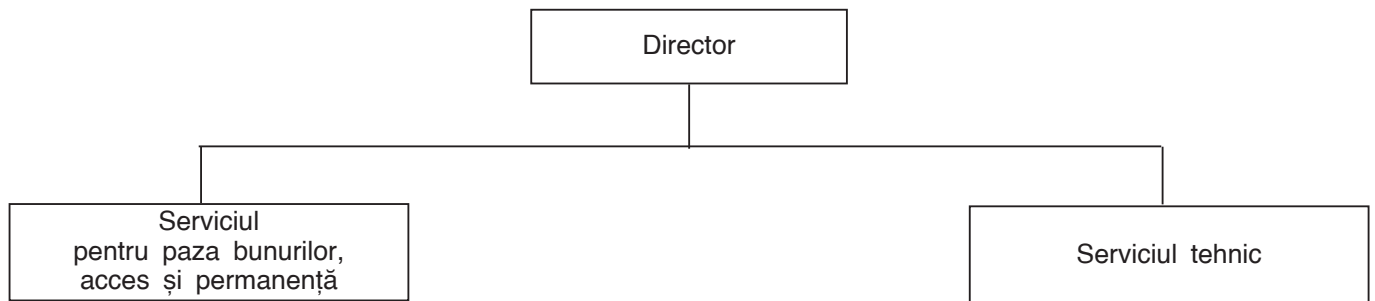 Director
Serviciul
pentru paza bunurilor,
acces și permanență
Serviciul tehnic